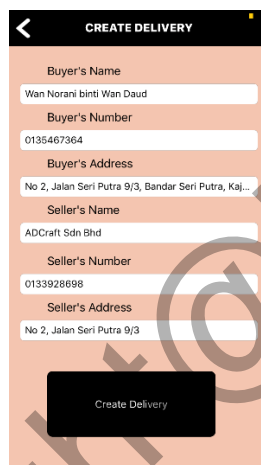 CREATE DELIVERY
Buyer's Name
Wan Norani binti Wan Daud
Buyer's Number
0135467364
Buyer's Address
No 2, Jalan Seri Putra 9/3, Bandar Seri Putra, Kaj...
Seller's Name
ADCraft Sdn Bhd
Seller's Number
0133928698
Seller's Address
No 2, Jalan Seri Putra 9/3
Create Delivery